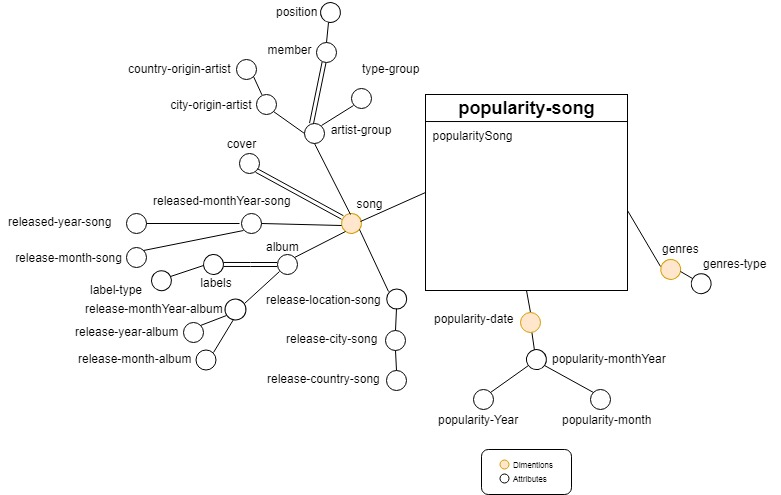 position
member
country-origin-artist
type-group
city-origin-artist
popularity-song
artist-group
popularitySong
cover
released-monthYear-song
song
released-year-song
album
genres
release-month-song
genres-type
label-type
labels
release-location-song
release-monthYear-album
popularity-date
release-year-album
release-city-song
release-month-album
popularity-monthYear
release-country-song
popularity-Year
popularity-month
Dimentions
Attributes